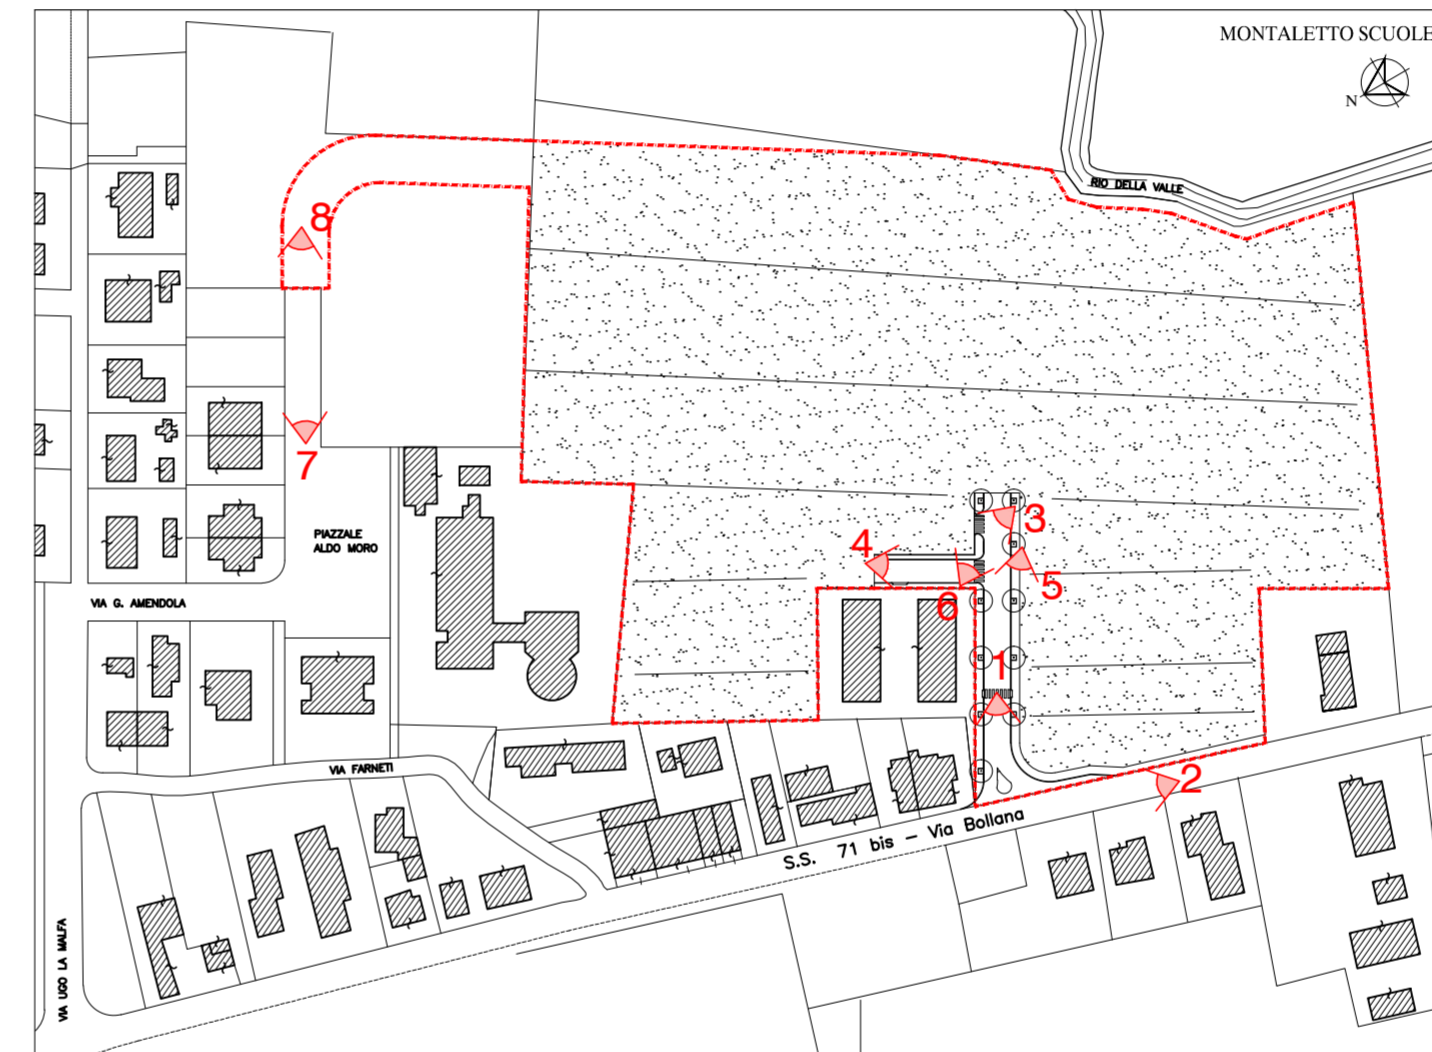 MONTALETTO SCUOLE
N
RIO DELLA VALLE
8
7
PIAZZALE
ALDO MORO
3
4
5
6
VIA G. AMENDOLA
1
VIA FARNETI
2
S.S. 71 bis - Via Bollana
VIA UGO LA MALFA